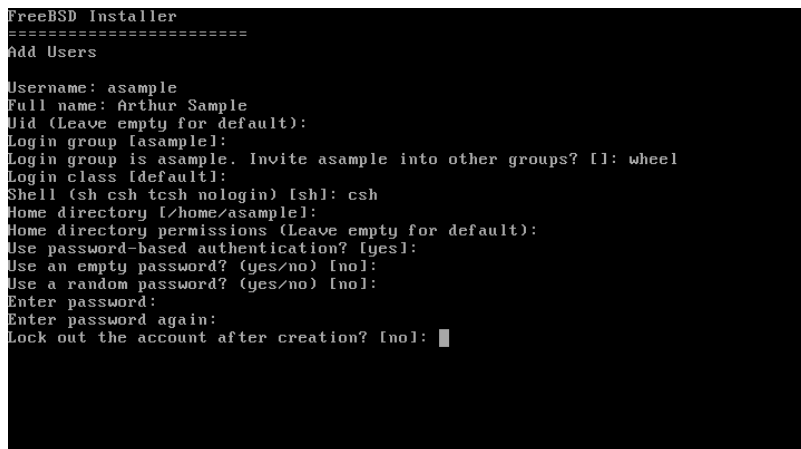 FreeBSD Installer
========================
Add Users
Username: asample
Full name: Arthur Sample
Uid (Leave empty for default):
Login group [asample]:
Login group is asample. Invite asample into other groups? []: wheel
Login class [default]:
Shell (sh csh tcsh nologin) [sh]: csh
Home directory [/home/asample]:
Home directory permissions (Leave empty for default):
Use password-based authentication? [yes]:
Use an empty password? (yes/no) [no]:
Use a random password? (yes/no) [no]:
Enter password:
Enter password again:
Lock out the account after creation? [no]: